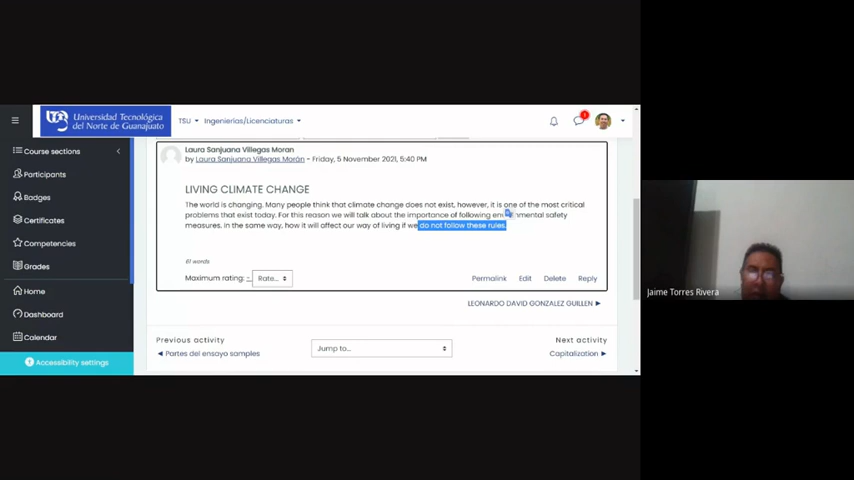 Universidad Tecnológica
del Norte de Guanajuato
TSU
Ingenierías/Licenciaturas
1
Course sections
Participants
Badges
Certificates
Competencies
Grades
Home
Dashboard
Calendar
Accessibility settings
Laura Sanjuana Villegas Moran
by Laura Sanjuana Villegas Morán - Friday, 5 November 2021, 5:40 PM
LIVING CLIMATE CHANGE
The world is changing. Many people think that climate change does not exist, however, it is one of the most critical
problems that exist today. For this reason we will talk about the importance of following environmental safety
measures. In the same way, how it will affect our way of living if we do not follow these rules.
61 words
Maximum rating: - Rate...
Permalink Edit Delete Reply
LEONARDO DAVID GONZALEZ GUILLEN ►
Previous activity
◄ Partes del ensayo samples
Jump to...
Next activity
Capitalization ►
Jaime Torres Rivera